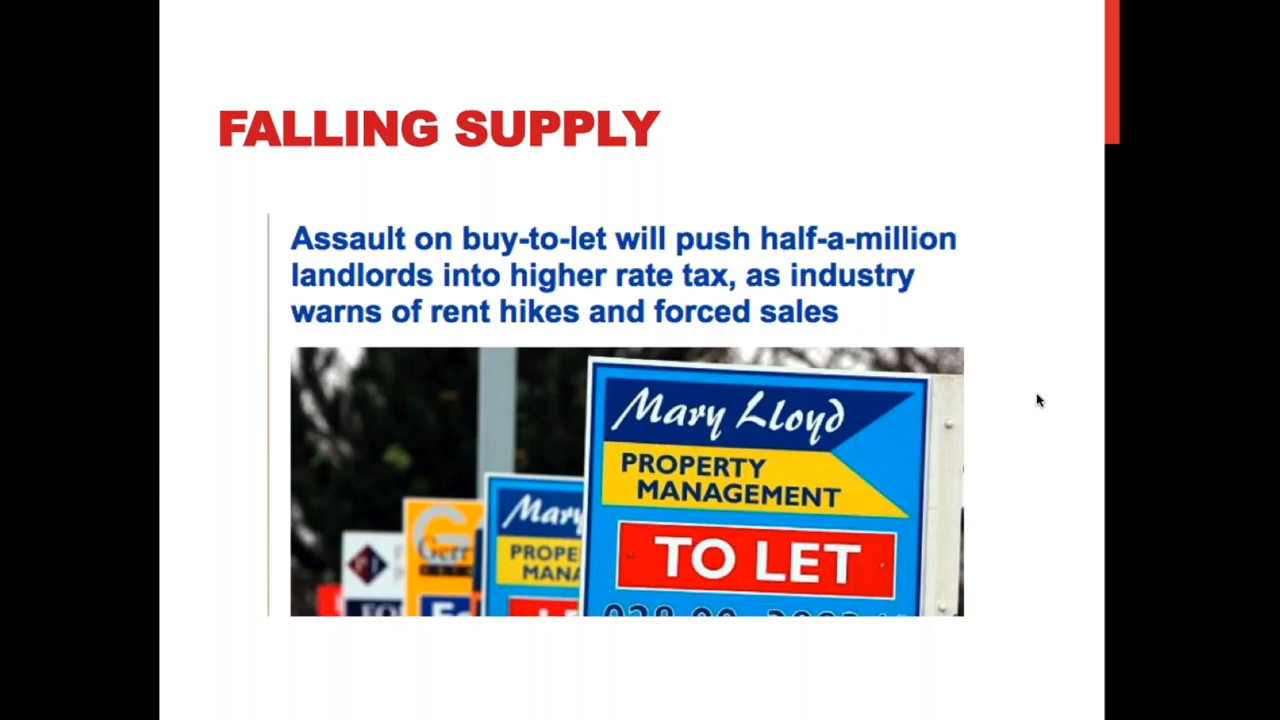 FALLING SUPPLY
Assault on buy-to-let will push half-a-million
landlords into higher rate tax, as industry
warns of rent hikes and forced sales
Mary Lloyd
PROPERTY
MANAGEMENT
TO LET